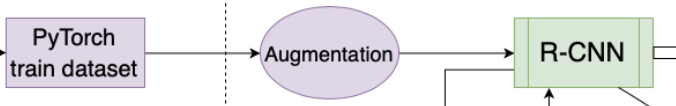 PyTorch
train dataset
Augmentation
R-CNN